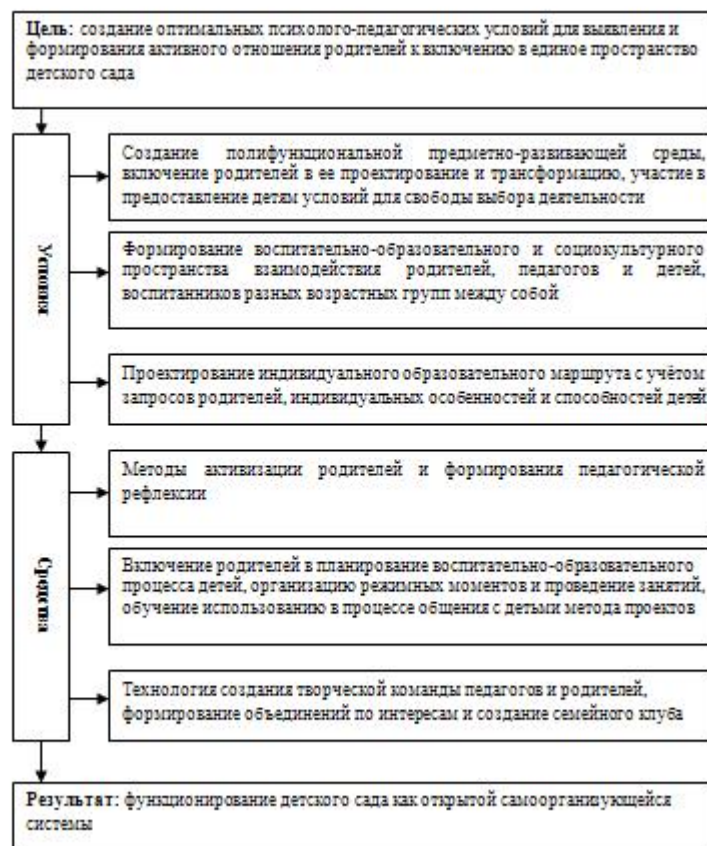 Цель: создание оптимальных психолого-педагогических условий для выявления и
формирования активного отношения родителей к включению в единое пространство
детского сада
Условия
Создание полифункциональной предметно-развивающей среды,
включение родителей в ее проектирование и трансформацию, участие в
предоставление детям условий для свободы выбора деятельности
Формирование воспитательно-образовательного и социокультурного
пространства взаимодействия родителей, педагогов и детей,
воспитанников разных возрастных групп между собой
Проектирование индивидуального образовательного маршрута с учётом
запросов родителей, индивидуальных особенностей и способностей детей
Средства
Методы активизации родителей и формирования педагогической
рефлексии
Включение родителей в планирование воспитательно-образовательного
процесса детей, организацию режимных моментов и проведение занятий,
обучение использованию в процессе общения с детьми метода проектов
Технология создания творческой команды педагогов и родителей,
формирование объединений по интересам и создание семейного клуба
Результат: функционирование детского сада как открытой самоорганизующейся
системы